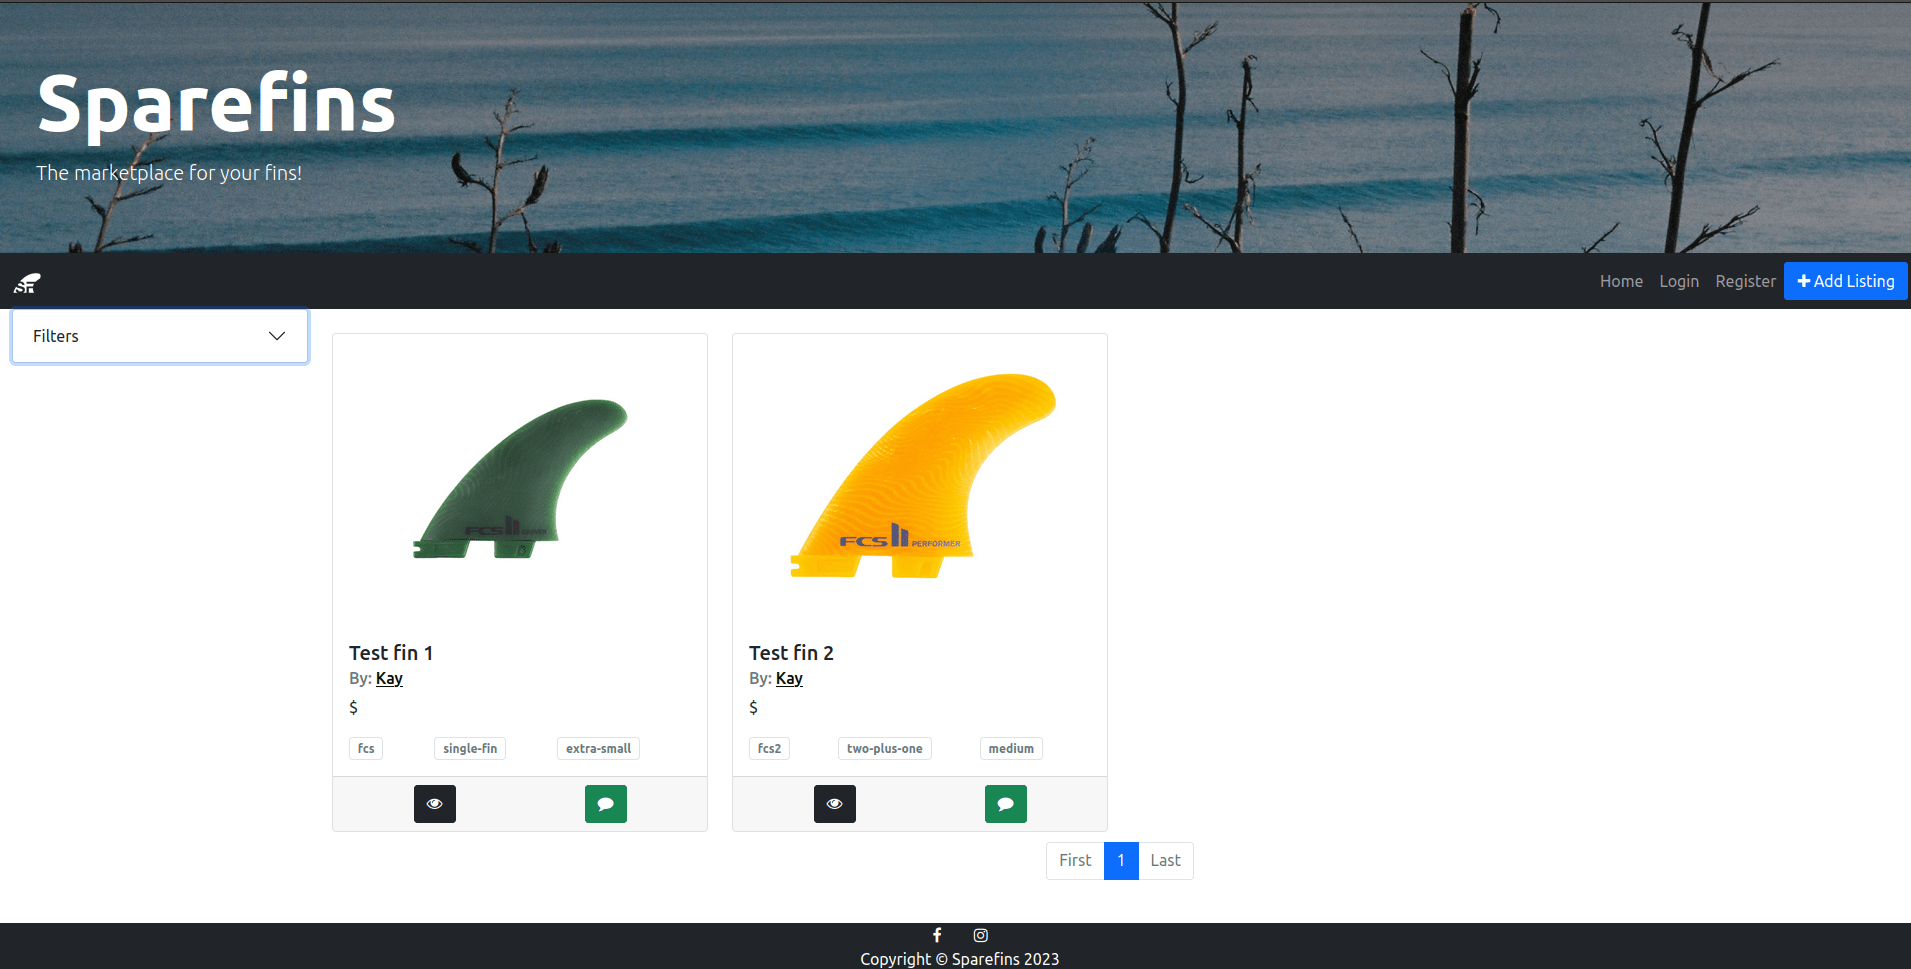 Sparefins
The marketplace for your fins!
Home Login Register Add Listing
Filters
FCS II
FCS II PERFORMER
Test fin 1
By: Kay
$
fcs single-fin extra-small
Test fin 2
By: Kay
$
fcs2 two-plus-one medium
First 1 Last
Copyright © Sparefins 2023